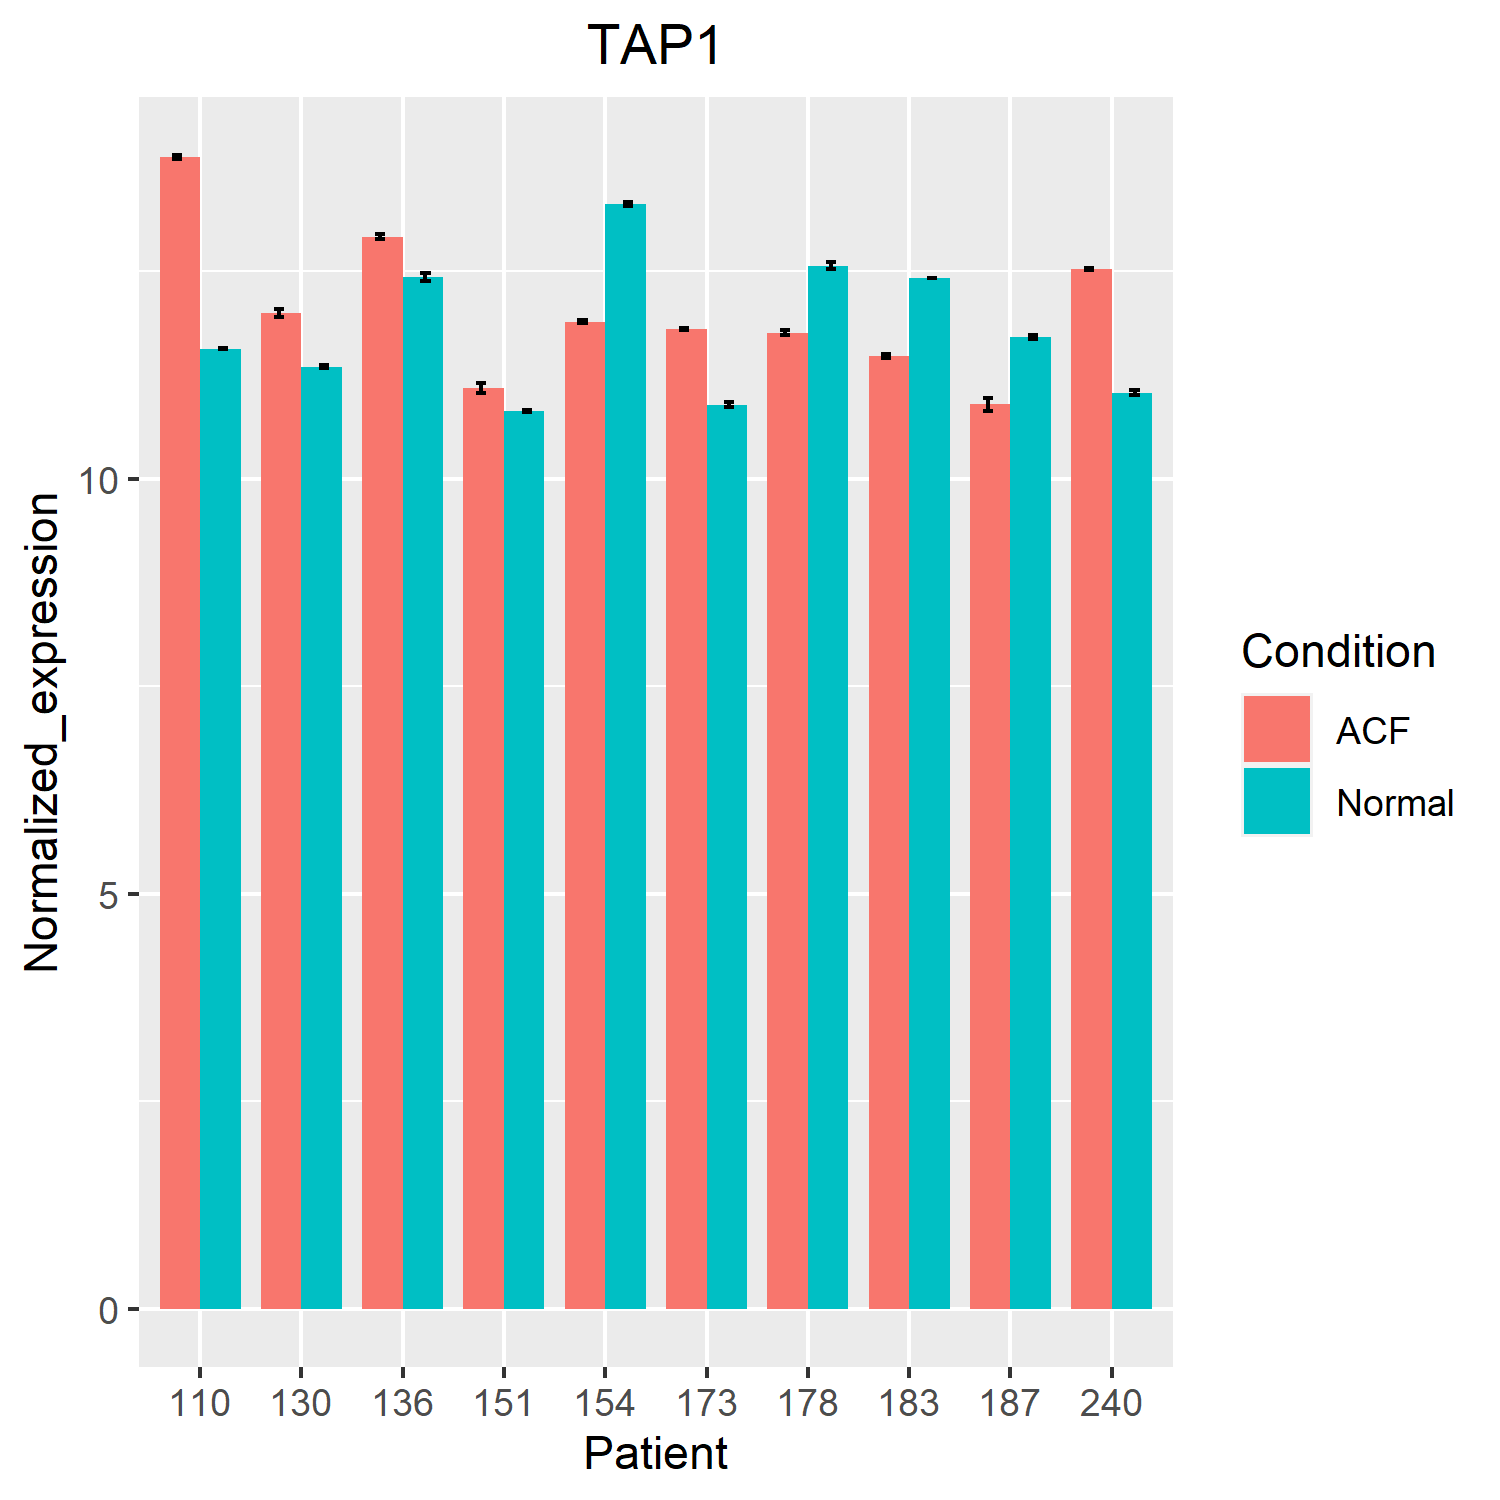 TAP1
Normalized_expression
10
5
0
110 130 136 151 154 173 178 183 187 240
Patient
Condition
ACF
Normal